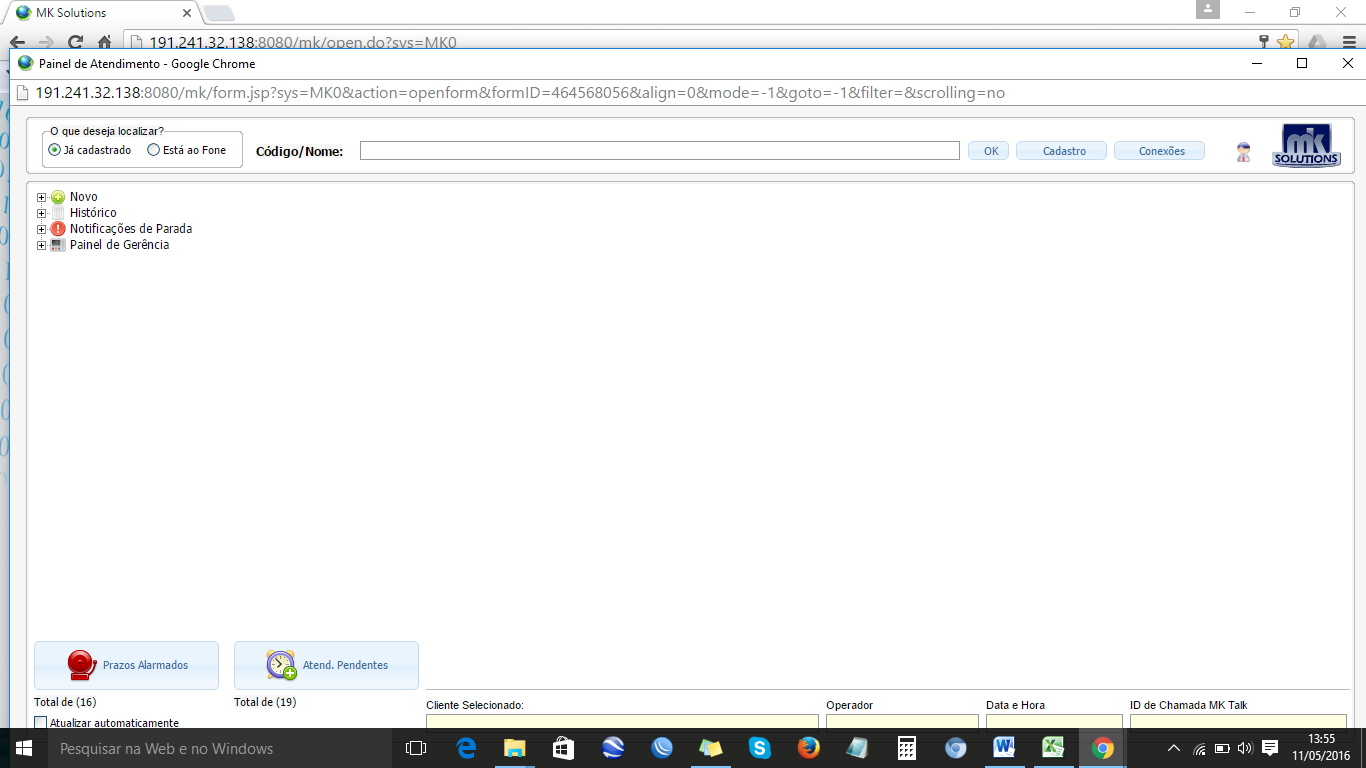 MK Solutions
191.241.32.138:8080/mk/open.do?sys=MK0
Painel de Atendimento - Google Chrome
191.241.32.138:8080/mk/form.jsp?sys=MK0&action=openform&formID=464568056&align=0&mode=-1&goto=-1&filter=&scrolling=no
O que deseja localizar?
Já cadastrado Está ao Fone Código/Nome: OK Cadastro Conexões
mk
SOLUTIONS
Novo
Histórico
Notificações de Parada
Painel de Gerência
Prazos Alarmados Atend. Pendentes
Total de (16) Total de (19)
Cliente Selecionado: Operador Data e Hora ID de Chamada MK Talk
Atualizar automaticamente
Pesquisar na Web e no Windows
13:55
11/05/2016